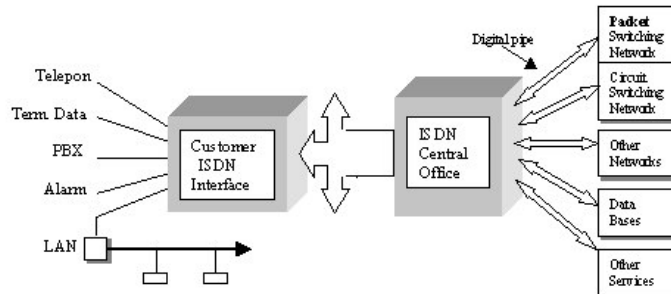 Telepon
Term. Data
PBX
Alarm
LAN
Customer
ISDN
Interface
Digital pipe
ISDN
Central
Office
Packet
Switching
Network
Circuit
Switching
Network
Other
Networks
Data
Bases
Other
Services